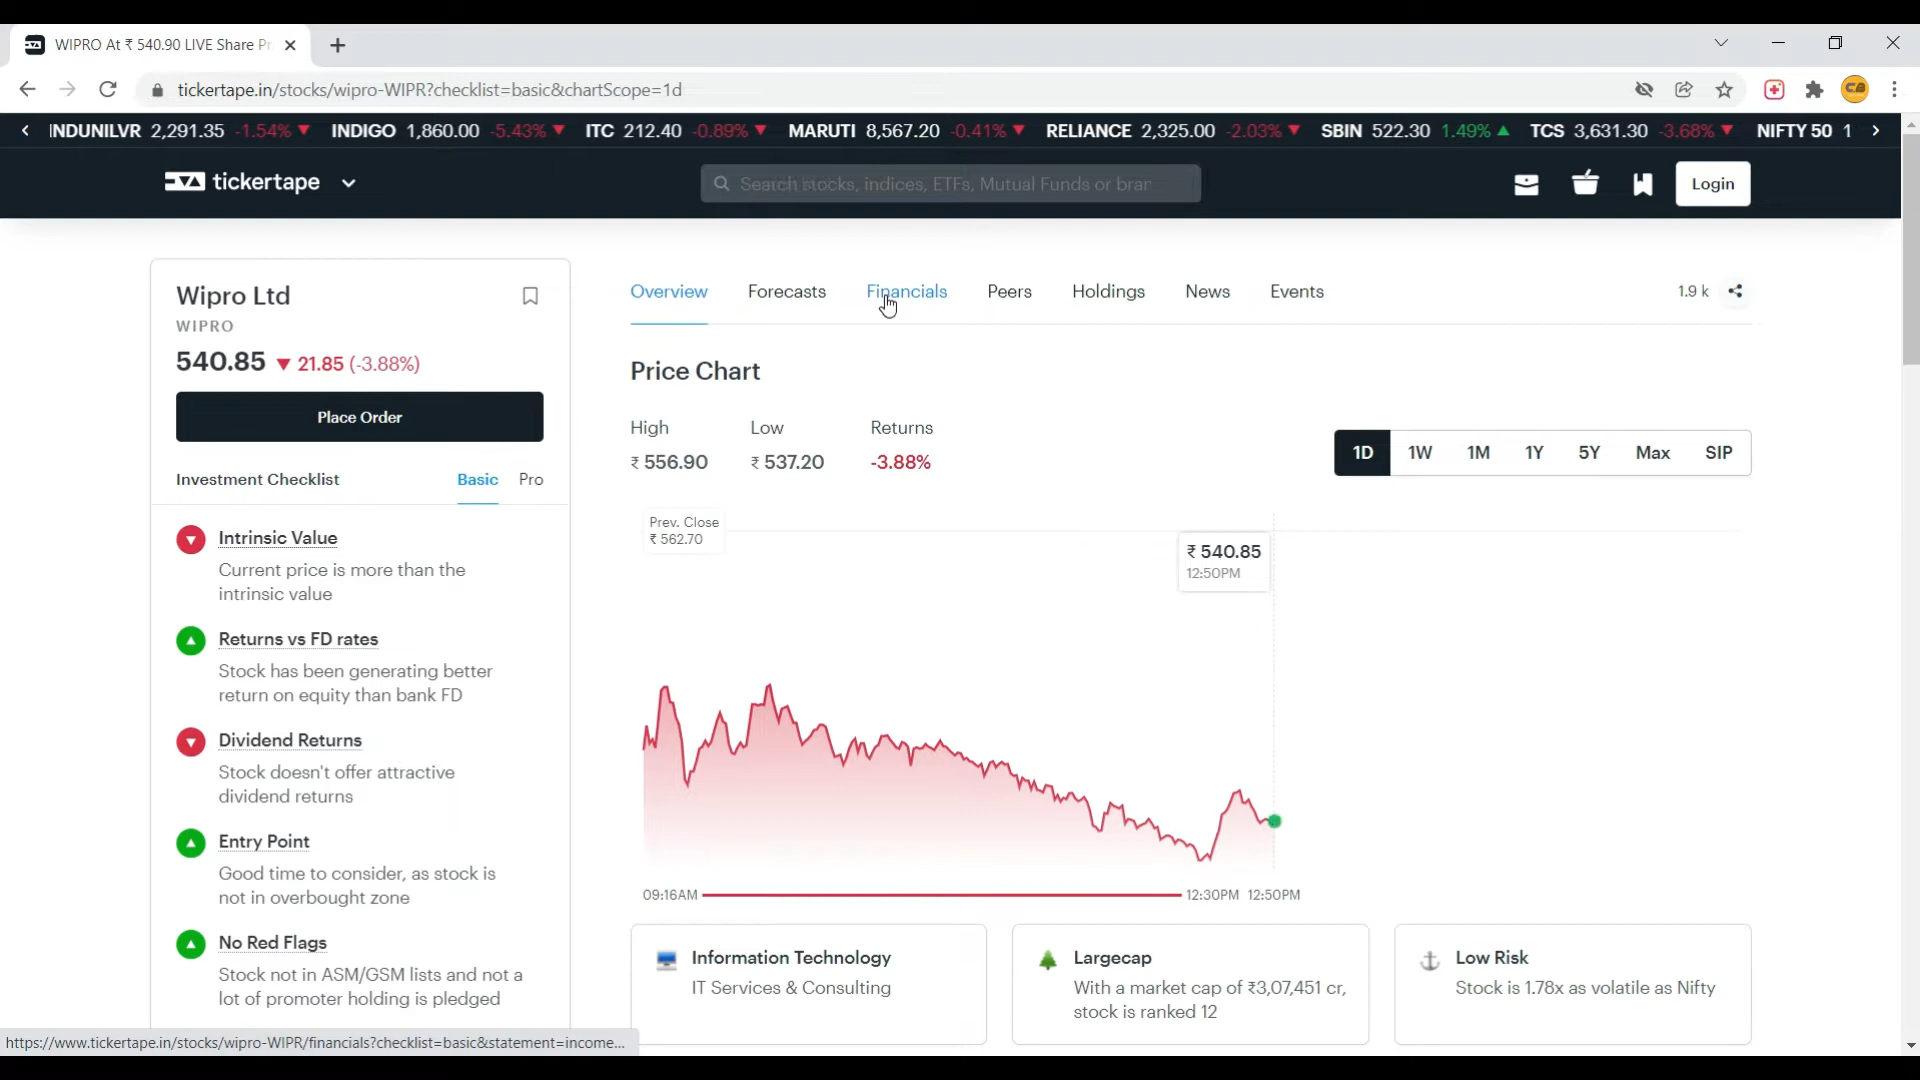 WIPRO At ₹ 540.90 LIVE Share Pr
tickertape.in/stocks/wipro-WIPR?checklist=basic&chartScope=1d
INDUNILVR 2,291.35 -1.54% ▼ INDIGO 1,860.00 -5.43% ▼ ITC 212.40 -0.89% ▼ MARUTI 8,567.20 -0.41% ▼ RELIANCE 2,325.00 -2.03% ▼ SBIN 522.30 1.49% ▲ TCS 3,631.30 -3.68% ▼ NIFTY 50 1
tickertape
Search stocks, indices, ETFs, Mutual Funds or bran
Login
Wipro Ltd
WIPRO
540.85 ▼ 21.85 (-3.88%)
Place Order
Investment Checklist Basic Pro
Intrinsic Value
Current price is more than the
intrinsic value
Returns vs FD rates
Stock has been generating better
return on equity than bank FD
Dividend Returns
Stock doesn't offer attractive
dividend returns
Entry Point
Good time to consider, as stock is
not in overbought zone
No Red Flags
Stock not in ASM/GSM lists and not a
lot of promoter holding is pledged
Overview Forecasts Financials Peers Holdings News Events 1.9 k
Price Chart
High Low Returns
₹ 556.90 ₹ 537.20 -3.88%
1D 1W 1M 1Y 5Y Max SIP
Prev. Close
₹ 562.70
₹ 540.85
12:50PM
09:16AM 12:30PM 12:50PM
Information Technology
IT Services & Consulting
Largecap
With a market cap of ₹3,07,451 cr,
stock is ranked 12
Low Risk
Stock is 1.78x as volatile as Nifty
https://www.tickertape.in/stocks/wipro-WIPR/financials?checklist=basic&statement=income...